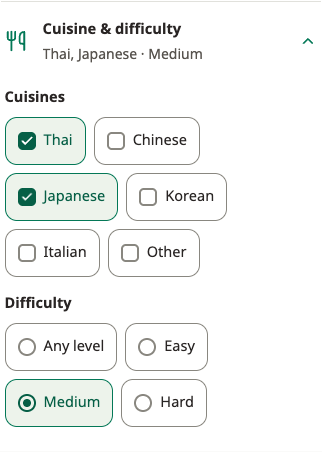 Cuisine & difficulty
Thai, Japanese · Medium
Cuisines
Thai Chinese
Japanese Korean
Italian Other
Difficulty
Any level Easy
Medium Hard